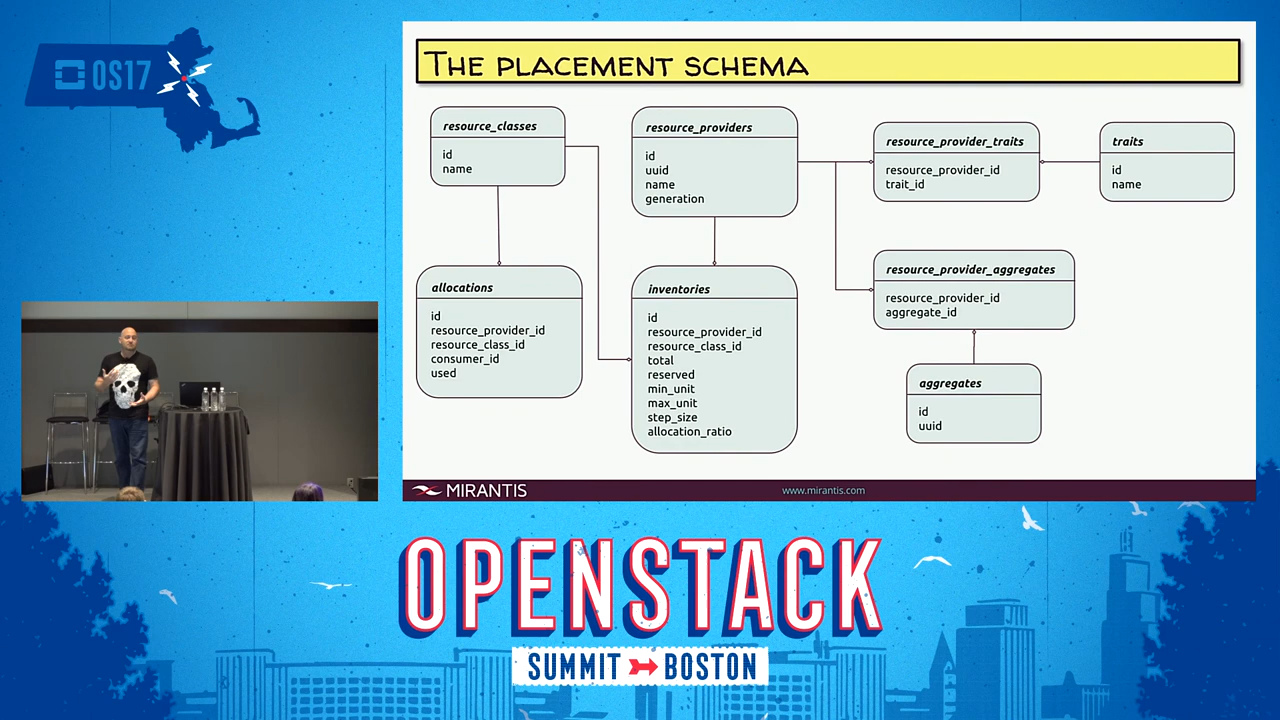 OS17
THE PLACEMENT SCHEMA
resource_classes
id
name
resource_providers
id
uuid
name
generation
resource_provider_traits
resource_provider_id
trait_id
traits
id
name
allocations
id
resource_provider_id
resource_class_id
consumer_id
used
inventories
id
resource_provider_id
resource_class_id
total
reserved
min_unit
max_unit
step_size
allocation_ratio
resource_provider_aggregates
resource_provider_id
aggregate_id
aggregates
id
uuid
MIRANTIS
www.mirantis.com
OPENSTACK
SUMMIT BOSTON